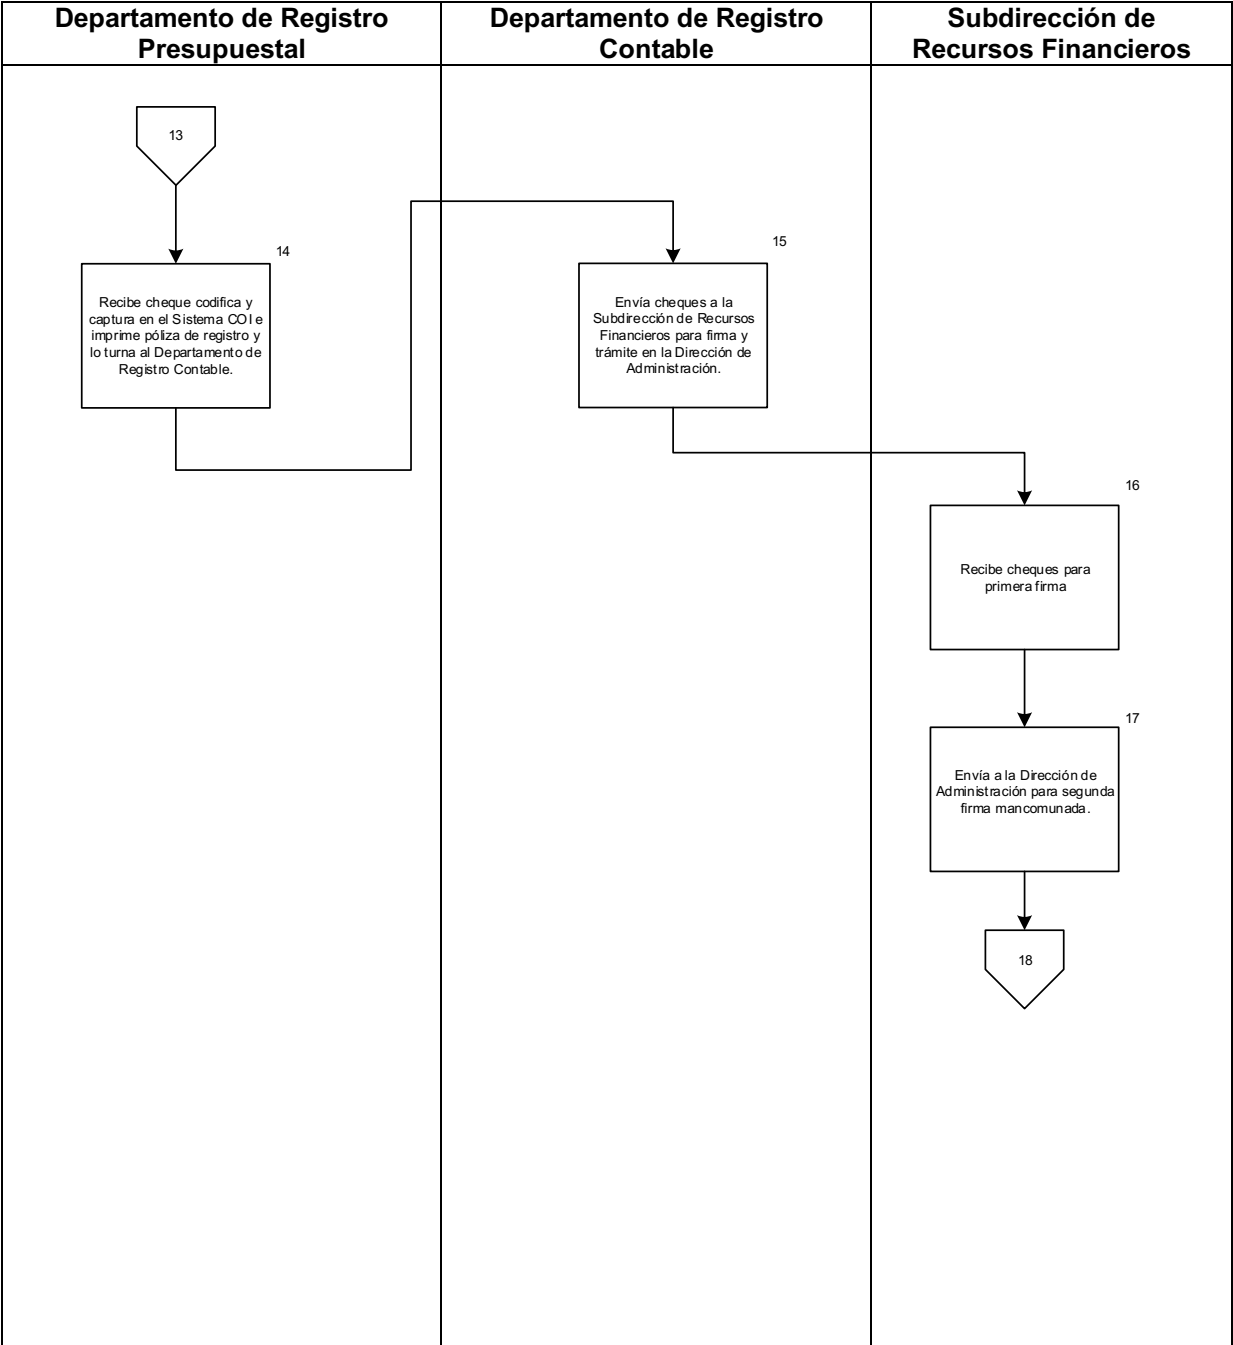 Departamento de Registro
Presupuestal
Departamento de Registro
Contable
Subdirección de
Recursos Financieros
13
14
Recibe cheque codifica y
captura en el Sistema COI e
imprime póliza de registro y
lo turna al Departamento de
Registro Contable.
15
Envía cheques a la
Subdirección de Recursos
Financieros para firma y
trámite en la Dirección de
Administración.
16
Recibe cheques para
primera firma
17
Envía a la Dirección de
Administración para segunda
firma mancomunada.
18